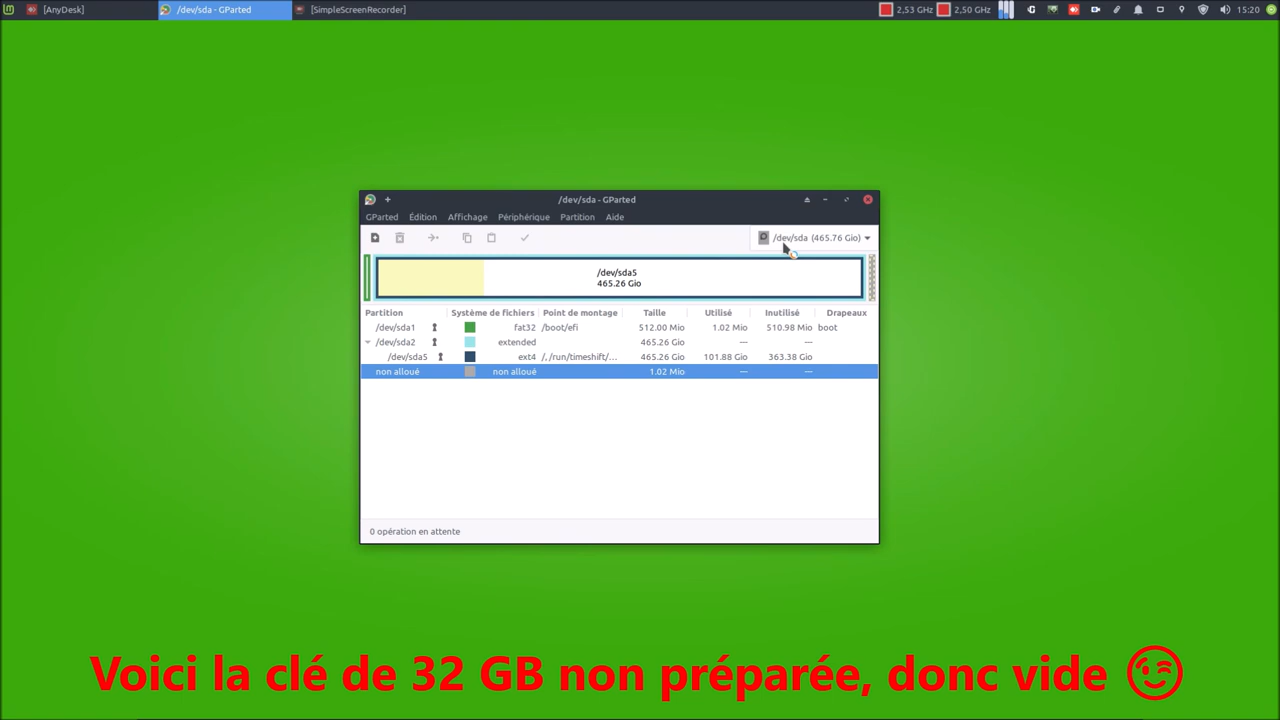 [AnyDesk] /dev/sda - GParted [SimpleScreenRecorder] 2,53 GHz 2,50 GHz 15:20
/dev/sda - GParted
GParted Édition Affichage Périphérique Partition Aide
/dev/sda (465.76 Gio)
/dev/sda5
465.26 Gio
Partition Système de fichiers Point de montage Taille Utilisé Inutilisé Drapeaux
/dev/sda1 fat32 /boot/efi 512.00 Mio 1.02 Mio 510.98 Mio boot
/dev/sda2 extended 465.26 Gio --- ---
/dev/sda5 ext4 /,/run/timeshift/... 465.26 Gio 101.88 Gio 363.38 Gio
non alloué non alloué 1.02 Mio --- ---
0 opération en attente
Voici la clé de 32 GB non préparée, donc vide 😉